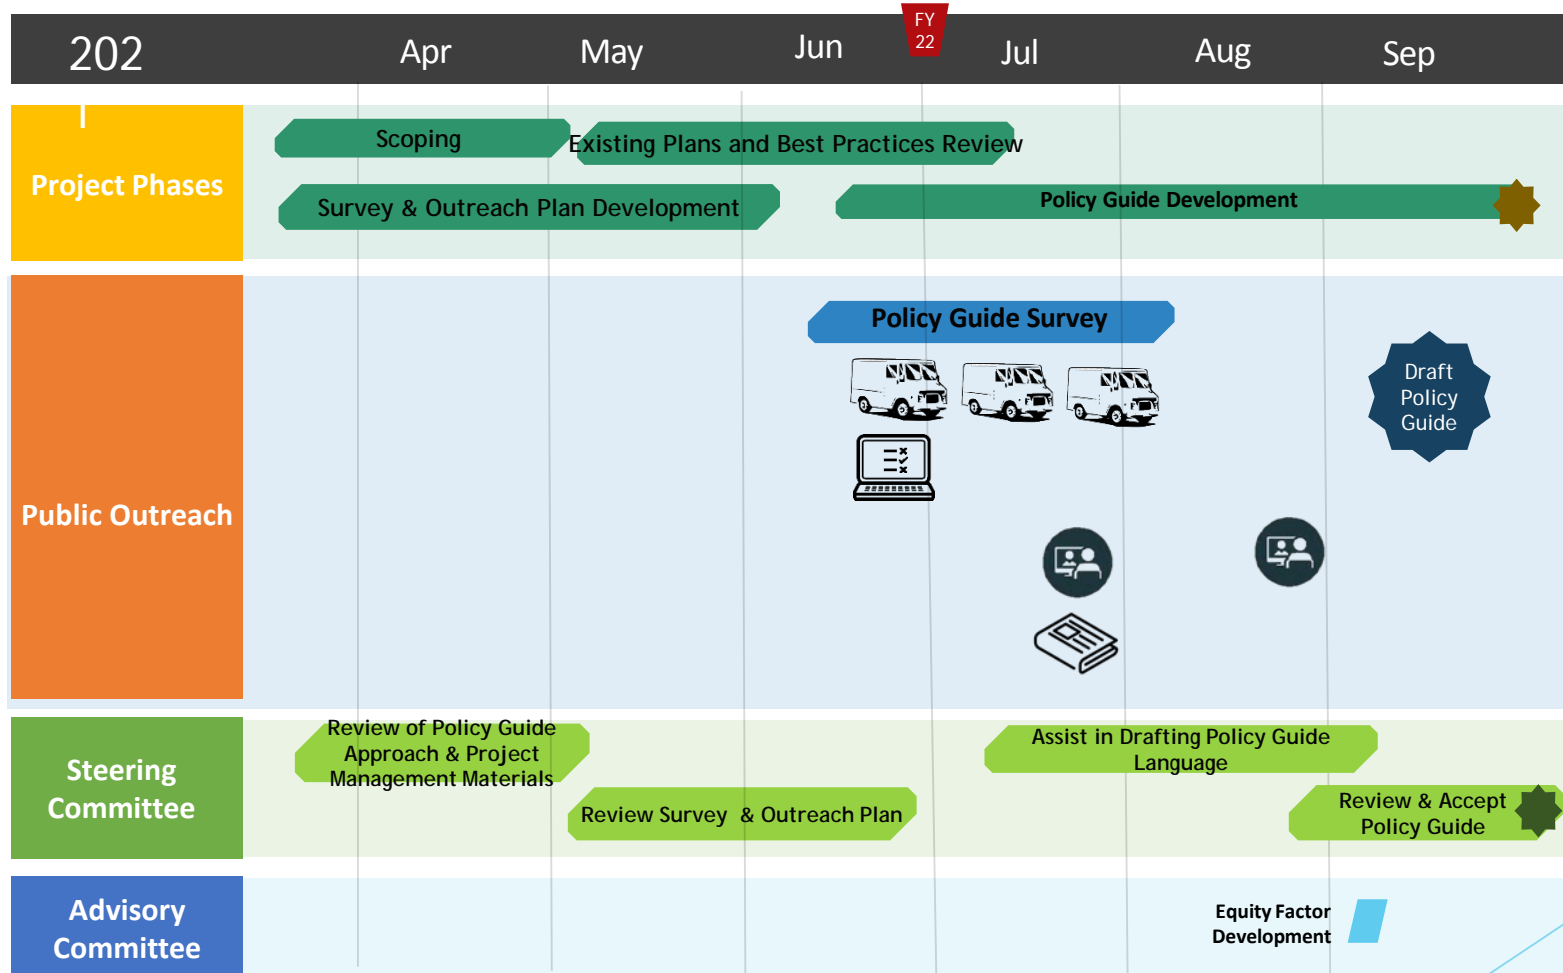 FY
22
202
Apr
May
Jun
Jul
Aug
Sep
1
Project Phases
Scoping
Existing Plans and Best Practices Review
Survey & Outreach Plan Development
Policy Guide Development
Public Outreach
Policy Guide Survey
Draft
Policy
Guide
Steering
Committee
Review of Policy Guide
Approach & Project
Management Materials
Review Survey & Outreach Plan
Assist in Drafting Policy Guide
Language
Review & Accept
Policy Guide
Advisory
Committee
Equity Factor
Development